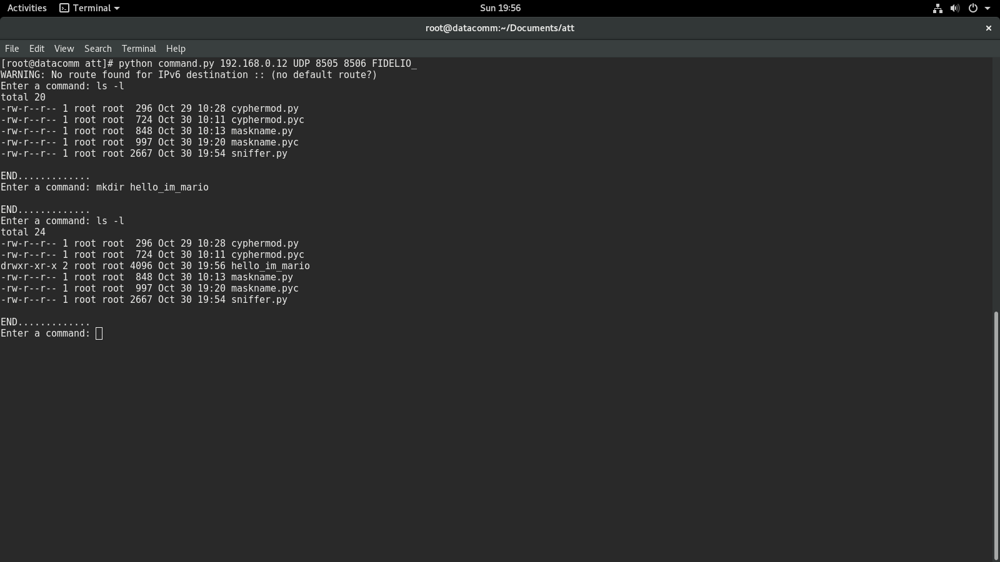 Activities Terminal Sun 19:56
root@datacomm:~/Documents/att
File Edit View Search Terminal Help
[root@datacomm att]# python command.py 192.168.0.12 UDP 8505 8506 FIDELIO_
WARNING: No route found for IPv6 destination :: (no default route?)
Enter a command: ls -l
total 20
-rw-r--r-- 1 root root  296 Oct 29 10:28 cyphermod.py
-rw-r--r-- 1 root root  724 Oct 30 10:11 cyphermod.pyc
-rw-r--r-- 1 root root  848 Oct 30 10:13 maskname.py
-rw-r--r-- 1 root root  997 Oct 30 19:20 maskname.pyc
-rw-r--r-- 1 root root 2667 Oct 30 19:54 sniffer.py
END.............
Enter a command: mkdir hello_im_mario
END.............
Enter a command: ls -l
total 24
-rw-r--r-- 1 root root  296 Oct 29 10:28 cyphermod.py
-rw-r--r-- 1 root root  724 Oct 30 10:11 cyphermod.pyc
drwxr-xr-x 2 root root 4096 Oct 30 19:56 hello_im_mario
-rw-r--r-- 1 root root  848 Oct 30 10:13 maskname.py
-rw-r--r-- 1 root root  997 Oct 30 19:20 maskname.pyc
-rw-r--r-- 1 root root 2667 Oct 30 19:54 sniffer.py
END.............
Enter a command: